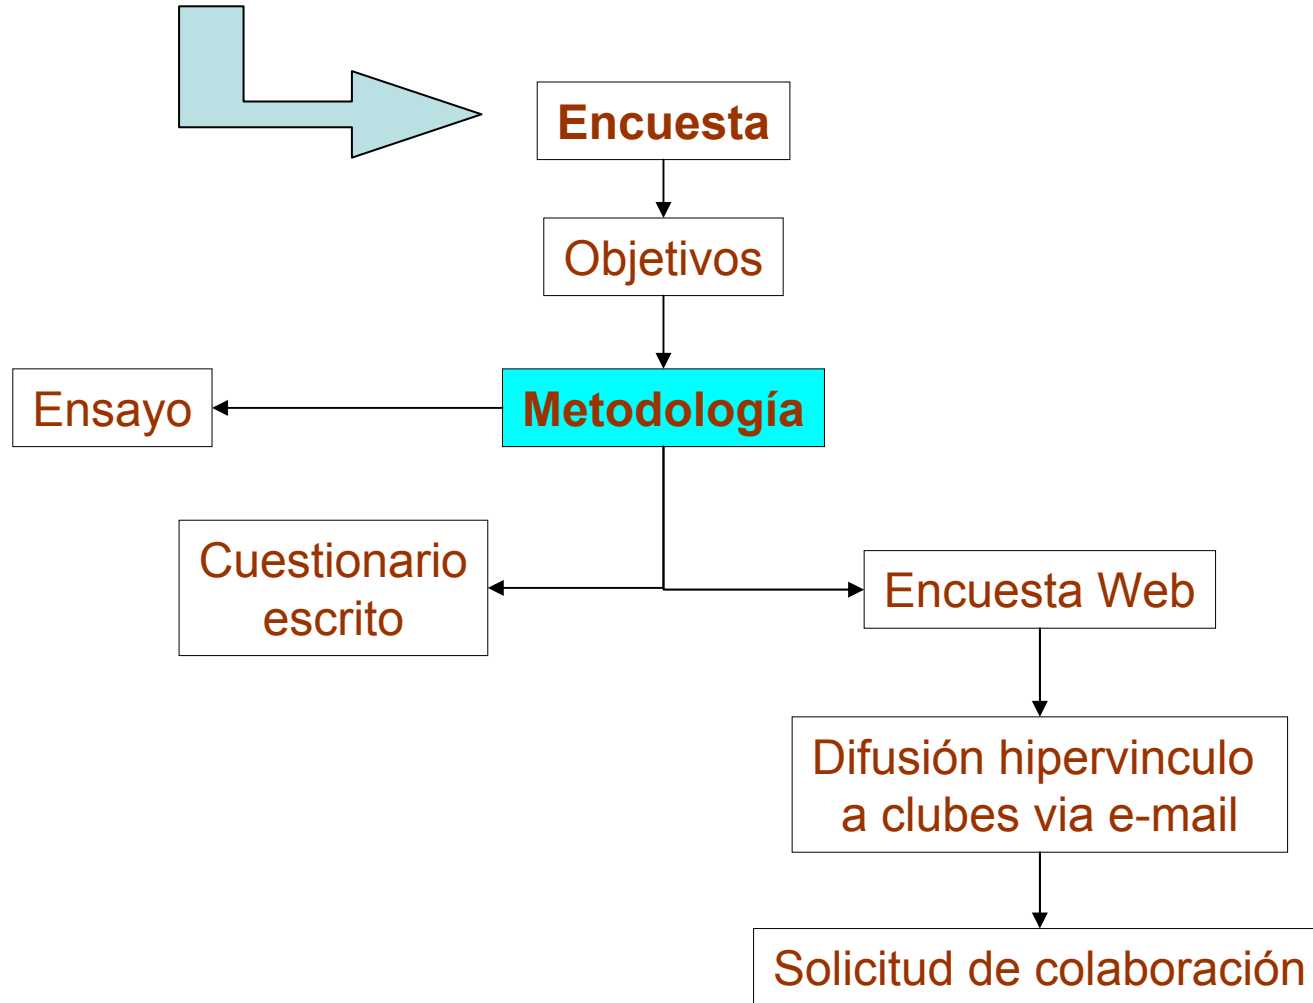 Encuesta
Objetivos
Ensayo
Metodología
Cuestionario
escrito
Encuesta Web
Difusión hipervinculo
a clubes via e-mail
Solicitud de colaboración